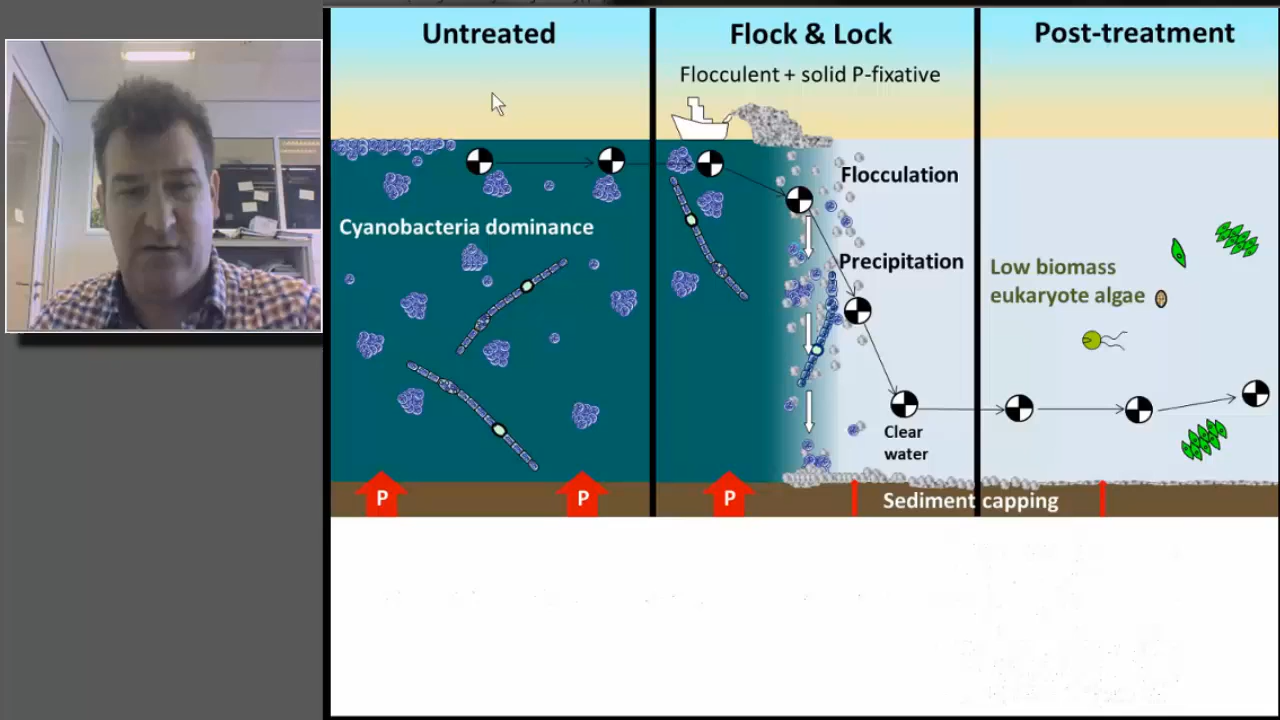 Untreated
Flock & Lock
Post-treatment
Flocculent + solid P-fixative
Flocculation
Cyanobacteria dominance
Precipitation
Low biomass
eukaryote algae
Clear
water
P
P
P
Sediment capping